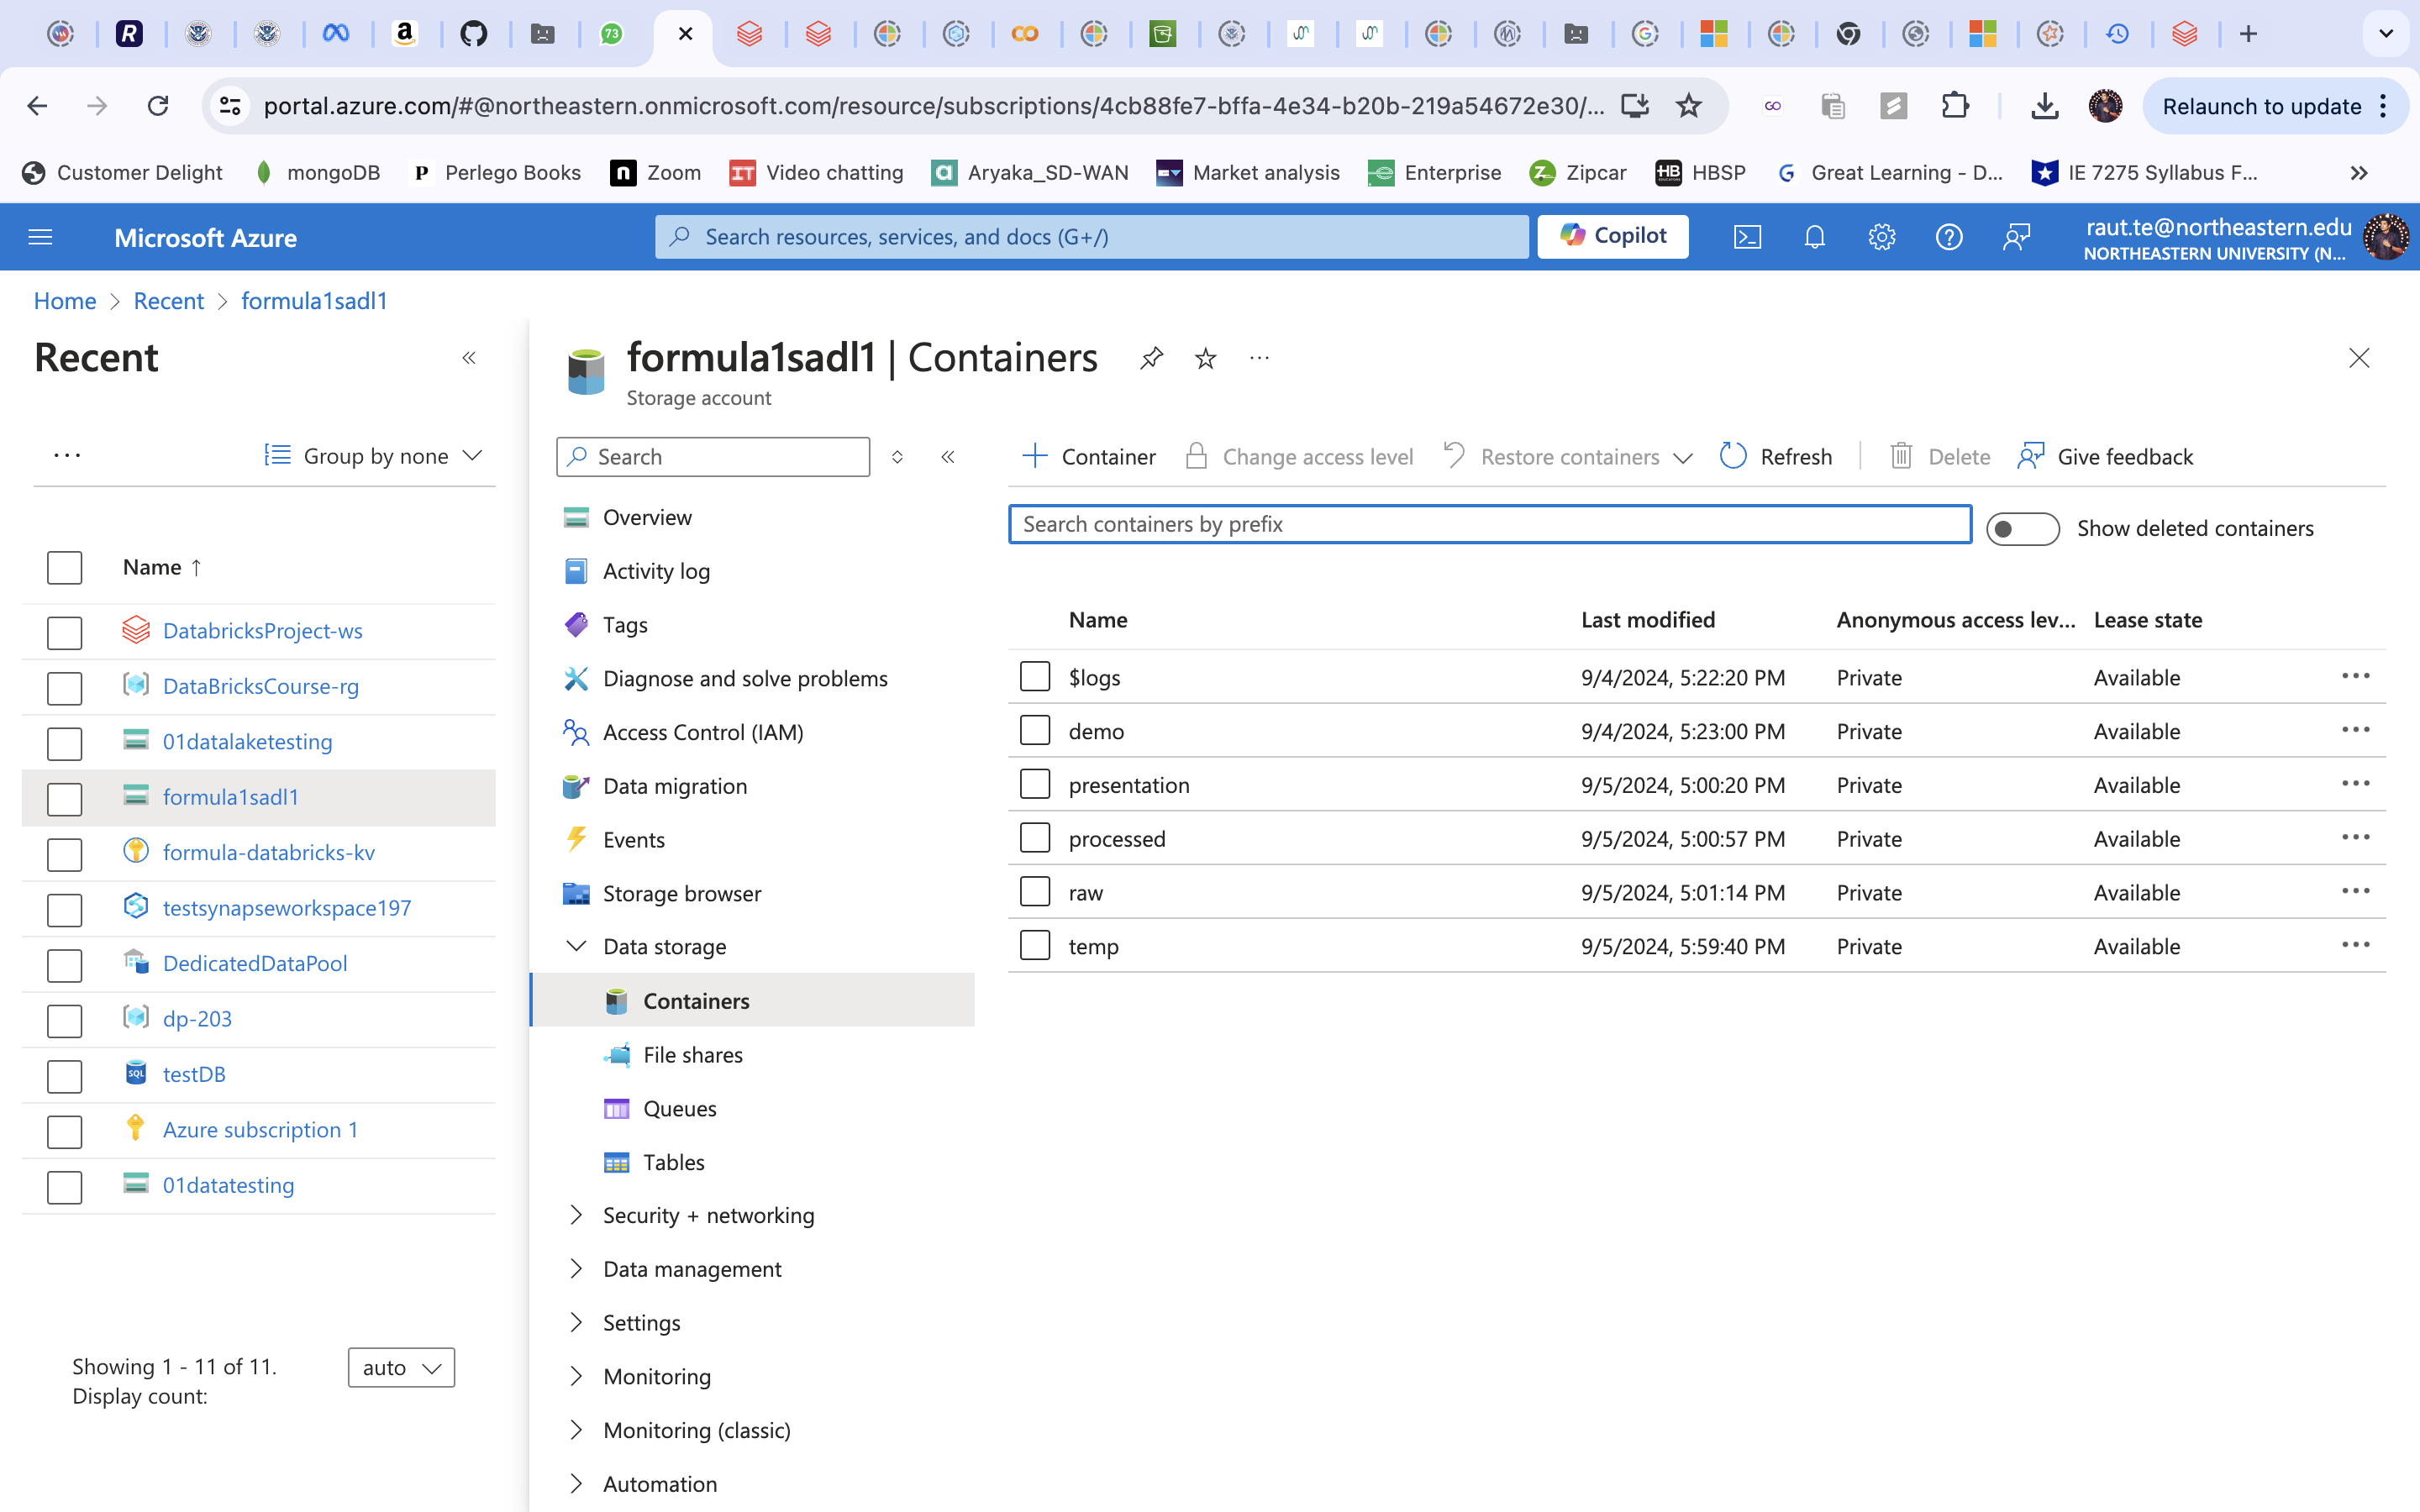 73
portal.azure.com/#@northeastern.onmicrosoft.com/resource/subscriptions/4cb88fe7-bffa-4e34-b20b-219a54672e30/...
Relaunch to update
Customer Delight
mongoDB
P Perlego Books
n Zoom
IT Video chatting
a Aryaka_SD-WAN
Market analysis
Enterprise
Z Zipcar
HB HBSP
G Great Learning - D...
IE 7275 Syllabus F...
Microsoft Azure
Search resources, services, and docs (G+/)
Copilot
raut.te@northeastern.edu
NORTHEASTERN UNIVERSITY (N...
Home > Recent > formula1sadl1
Recent
formula1sadl1 | Containers
Storage account
Group by none
Name ↑
DatabricksProject-ws
DataBricksCourse-rg
01datalaketesting
formula1sadl1
formula-databricks-kv
testsynapseworkspace197
DedicatedDataPool
dp-203
SQL testDB
Azure subscription 1
01datatesting
Showing 1 - 11 of 11.
Display count:
auto
Search
Overview
Activity log
Tags
Diagnose and solve problems
Access Control (IAM)
Data migration
Events
Storage browser
Data storage
Containers
File shares
Queues
Tables
Security + networking
Data management
Settings
Monitoring
Monitoring (classic)
Automation
Container
Change access level
Restore containers
Refresh
Delete
Give feedback
Search containers by prefix
Show deleted containers
Name Last modified Anonymous access lev... Lease state
$logs 9/4/2024, 5:22:20 PM Private Available
demo 9/4/2024, 5:23:00 PM Private Available
presentation 9/5/2024, 5:00:20 PM Private Available
processed 9/5/2024, 5:00:57 PM Private Available
raw 9/5/2024, 5:01:14 PM Private Available
temp 9/5/2024, 5:59:40 PM Private Available